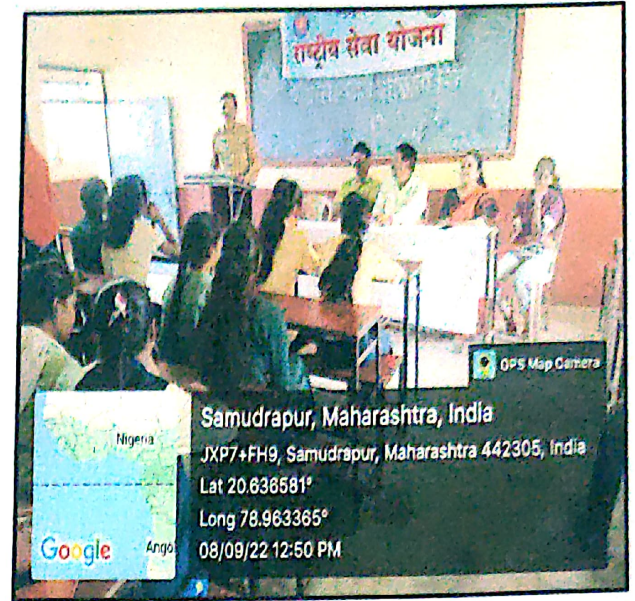 राष्ट्रीय सेवा योजना
GPS Map Camera
Samudrapur, Maharashtra, India
JXP7+FH9, Samudrapur, Maharashtra 442305, India
Lat 20.636581°
Long 78.963365°
08/09/22 12:50 PM
Nigeria
Ango
Google